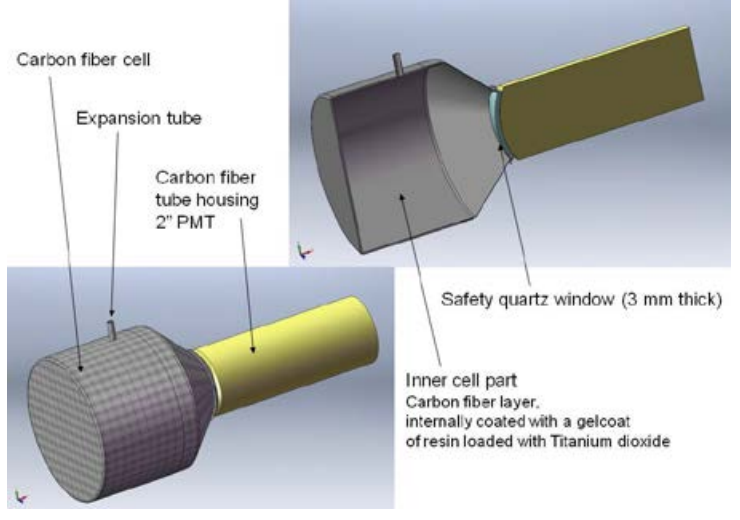 Carbon fiber cell
Expansion tube
Carbon fiber
tube housing
2" PMT
Safety quartz window (3 mm thick)
Inner cell part
Carbon fiber layer,
internally coated with a gelcoat
of resin loaded with Titanium dioxide